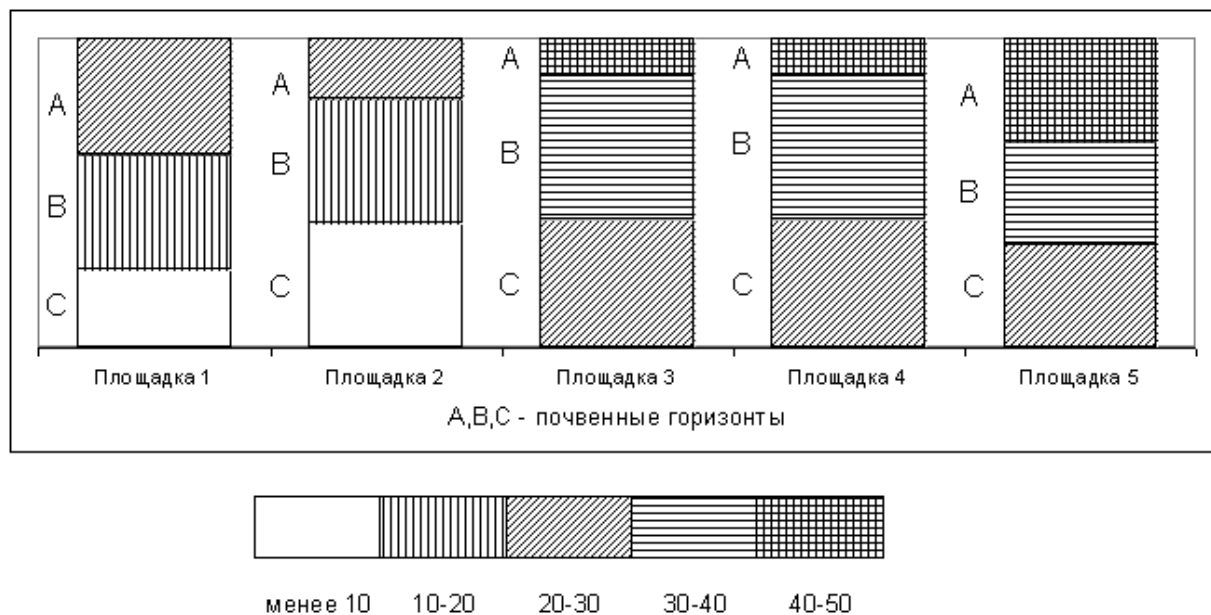 A A A A A
B B B B B
C C C C C
Площадка 1 Площадка 2 Площадка 3 Площадка 4 Площадка 5
A,B,C - почвенные горизонты
менее 10 10-20 20-30 30-40 40-50